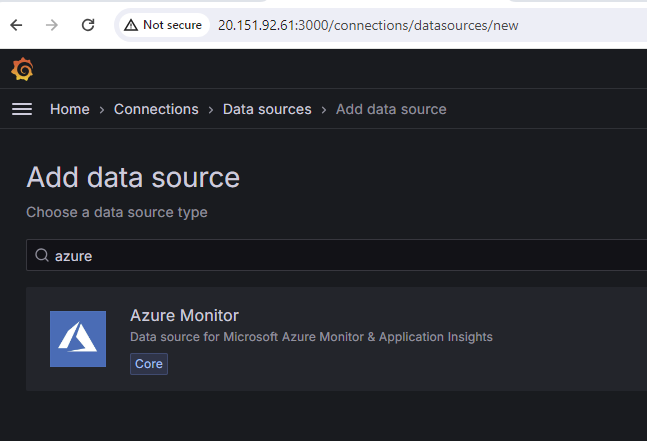 Not secure 20.151.92.61:3000/connections/datasources/new
Home › Connections › Data sources › Add data source
Add data source
Choose a data source type
azure
Azure Monitor
Data source for Microsoft Azure Monitor & Application Insights
Core